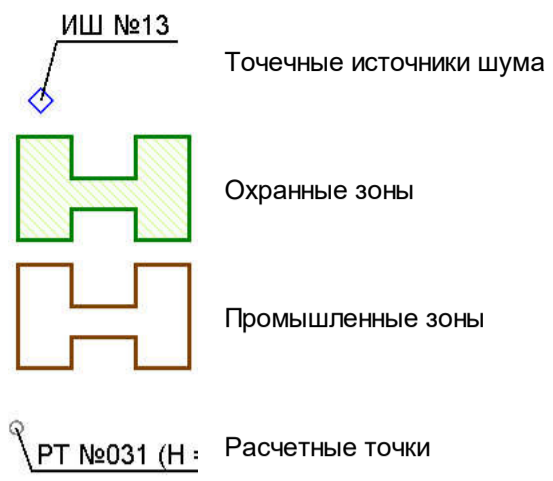 ИШ №13
Точечные источники шума
Охранные зоны
Промышленные зоны
РТ №031 (Н =
Расчетные точки